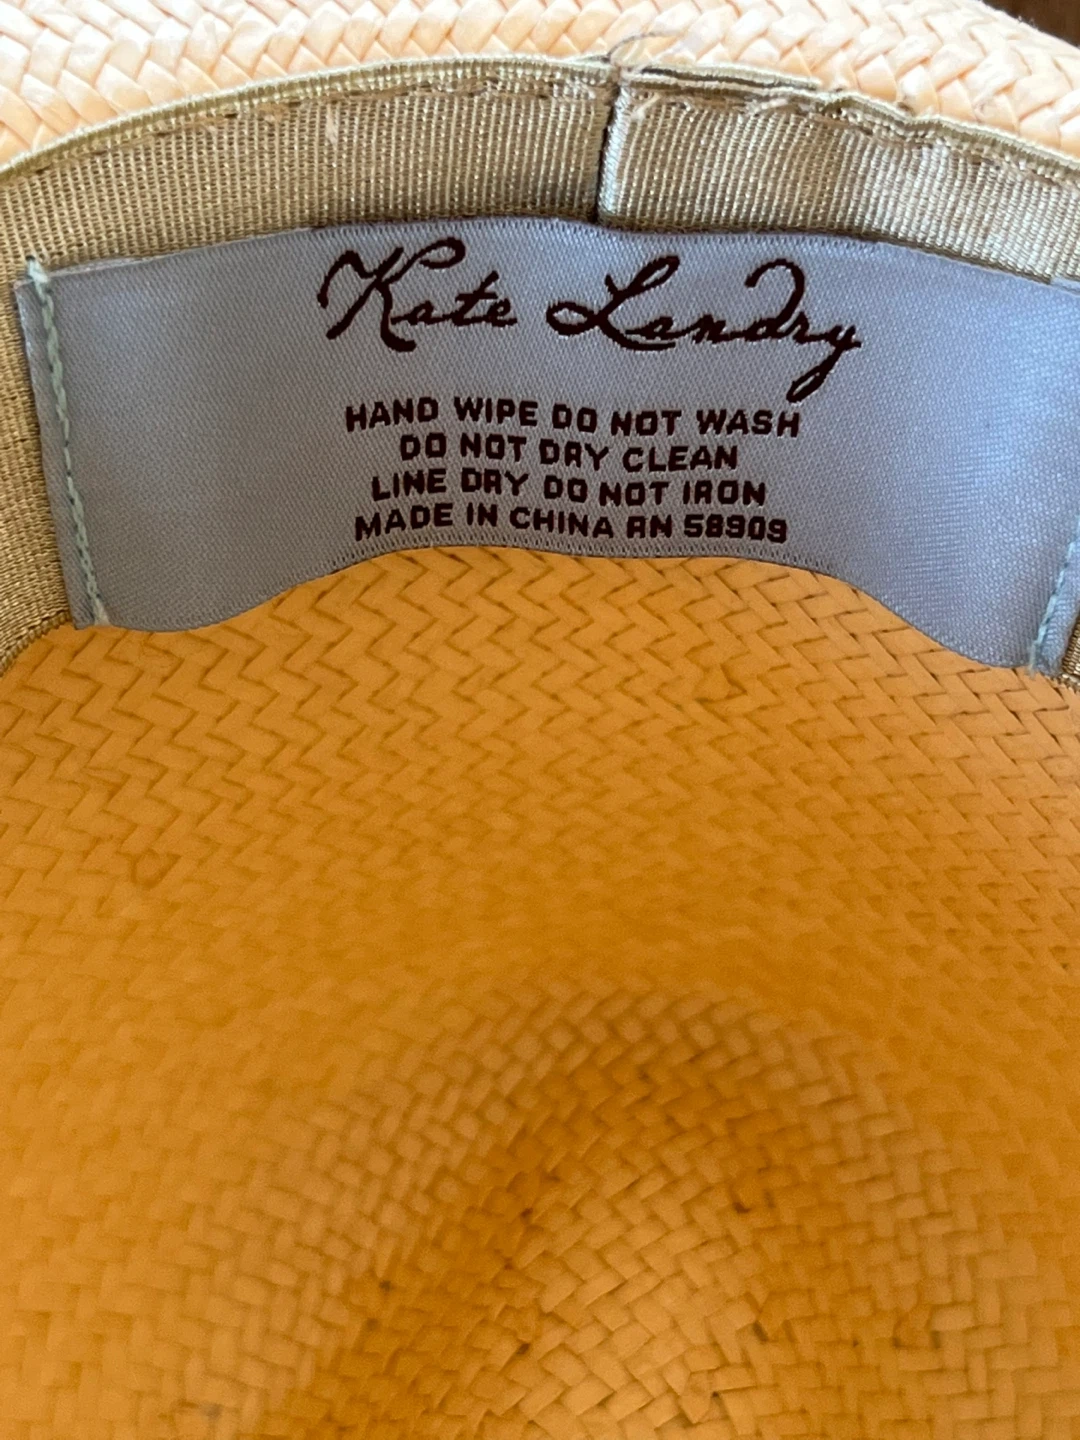 Kate Landry
HAND WIPE DO NOT WASH
DO NOT DRY CLEAN
LINE DRY DO NOT IRON
MADE IN CHINA RN 58909